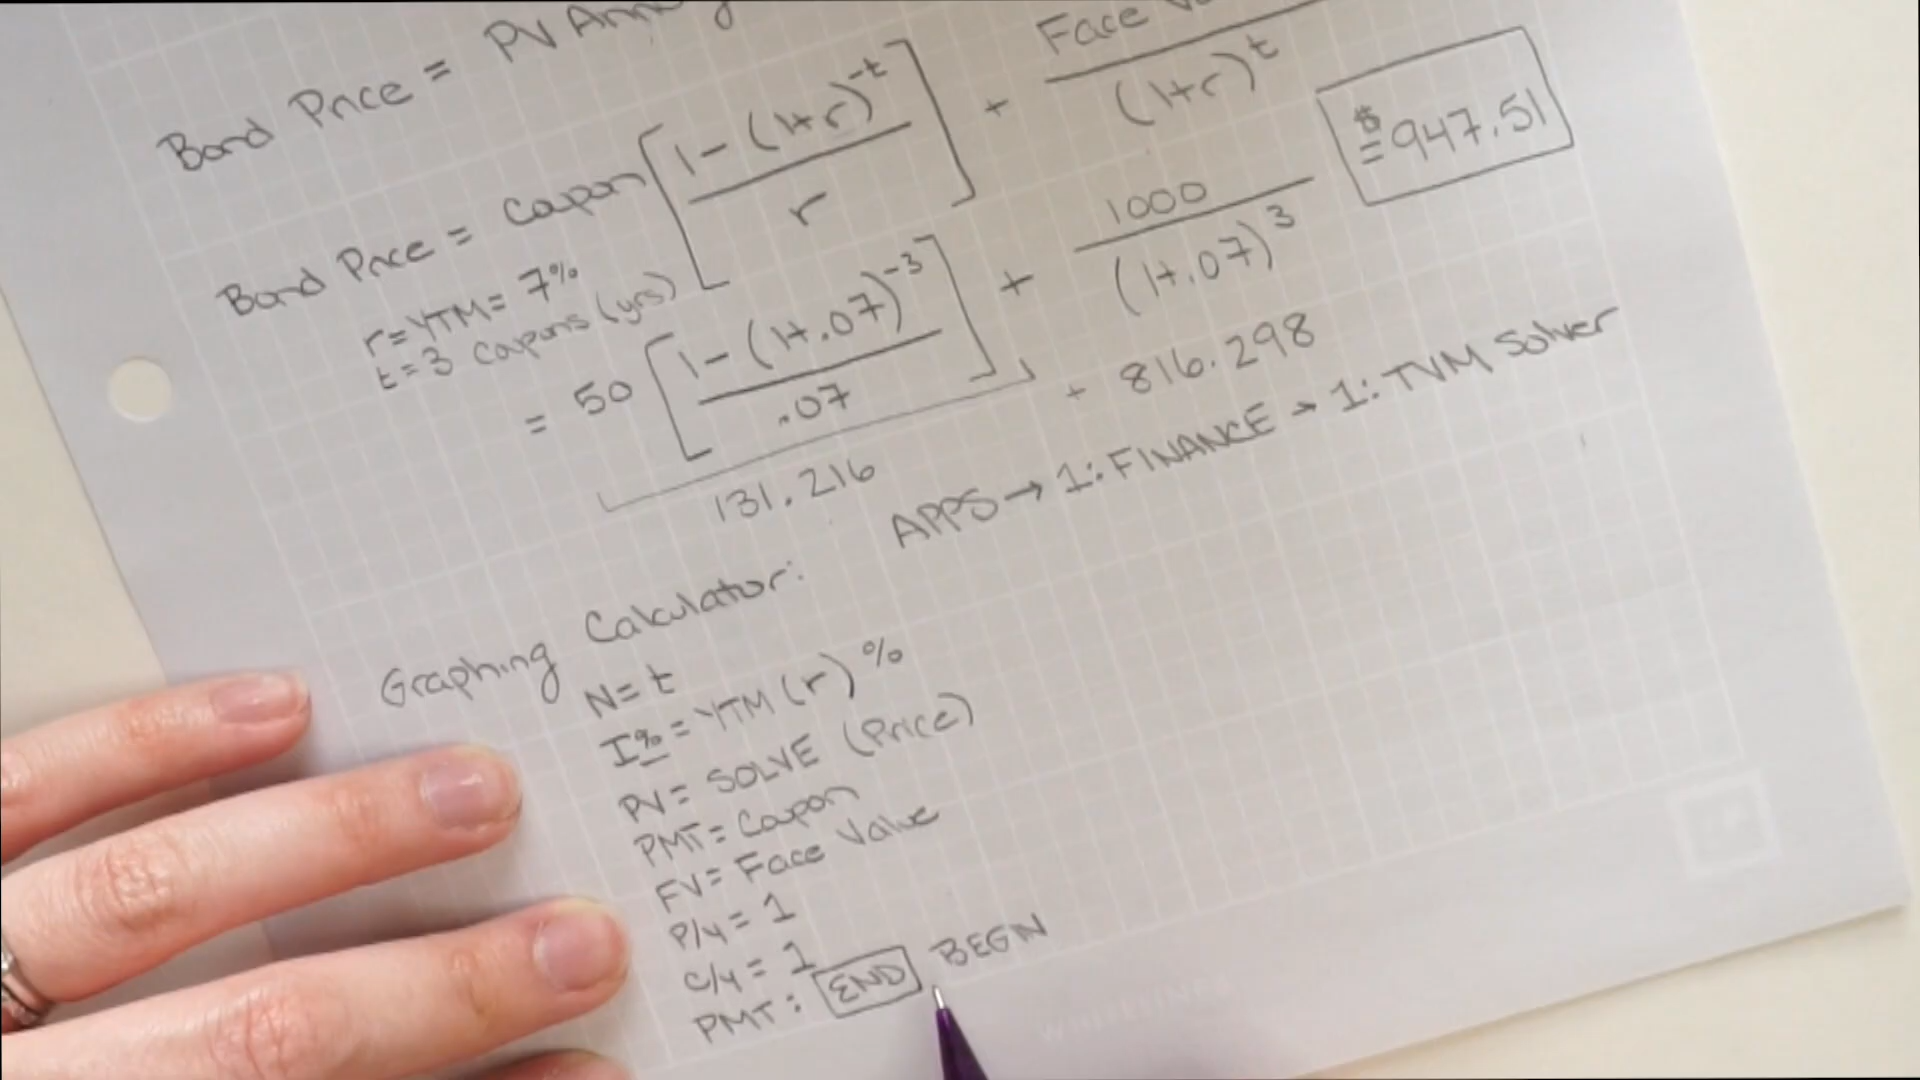 Bond Price = PV
Face
Bond Price = Coupon [ 1-(1+r)^-t / r ] + (1+r)^t
r=YTM= 7%
t=3 coupons (yrs)
= 50 [ 1-(1+.07)^-3 / .07 ] + 1000 / (1+.07)^3 = $947.51
131.216 + 816.298
Graphing Calculator: APPS → 1:FINANCE → 1:TVM Solver
N= t
I% = YTM (r) %
PV= SOLVE (Price)
PMT= Coupon
FV= Face Value
P/y = 1
C/y = 1
PMT: END BEGIN